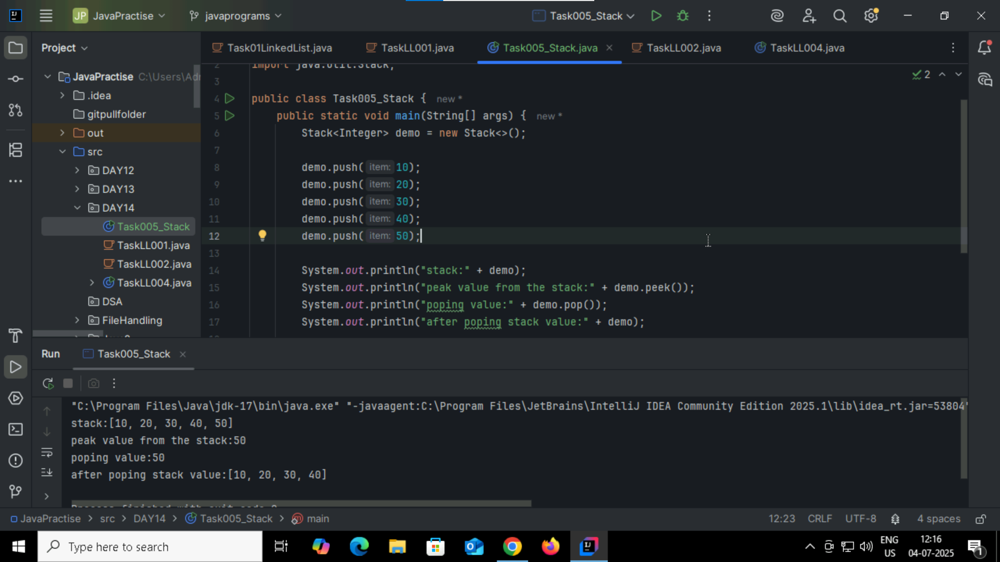 JP JavaPractise javaprograms Task005_Stack
Project
Task01LinkedList.java TaskLL001.java Task005_Stack.java TaskLL002.java TaskLL004.java
JavaPractise C:\Users\Adm
.idea
gitpullfolder
out
src
DAY12
DAY13
DAY14
Task005_Stack
TaskLL001.java
TaskLL002.java
TaskLL004.java
DSA
FileHandling
2 import java.util.Stack;
3
4 public class Task005_Stack { new *
5 public static void main(String[] args) { new *
6 Stack<Integer> demo = new Stack<>();
7
8 demo.push( item: 10);
9 demo.push( item: 20);
10 demo.push( item: 30);
11 demo.push( item: 40);
12 demo.push( item: 50);
13
14 System.out.println("stack:" + demo);
15 System.out.println("peak value from the stack:" + demo.peek());
16 System.out.println("poping value:" + demo.pop());
17 System.out.println("after poping stack value:" + demo);
2
Run Task005_Stack
"C:\Program Files\Java\jdk-17\bin\java.exe" "-javaagent:C:\Program Files\JetBrains\IntelliJ IDEA Community Edition 2025.1\lib\idea_rt.jar=53804"
stack:[10, 20, 30, 40, 50]
peak value from the stack:50
poping value:50
after poping stack value:[10, 20, 30, 40]
Process finished with exit code 0
JavaPractise > src > DAY14 > Task005_Stack > main 12:23 CRLF UTF-8 4 spaces
Type here to search
ENG
US
12:16
04-07-2025
1